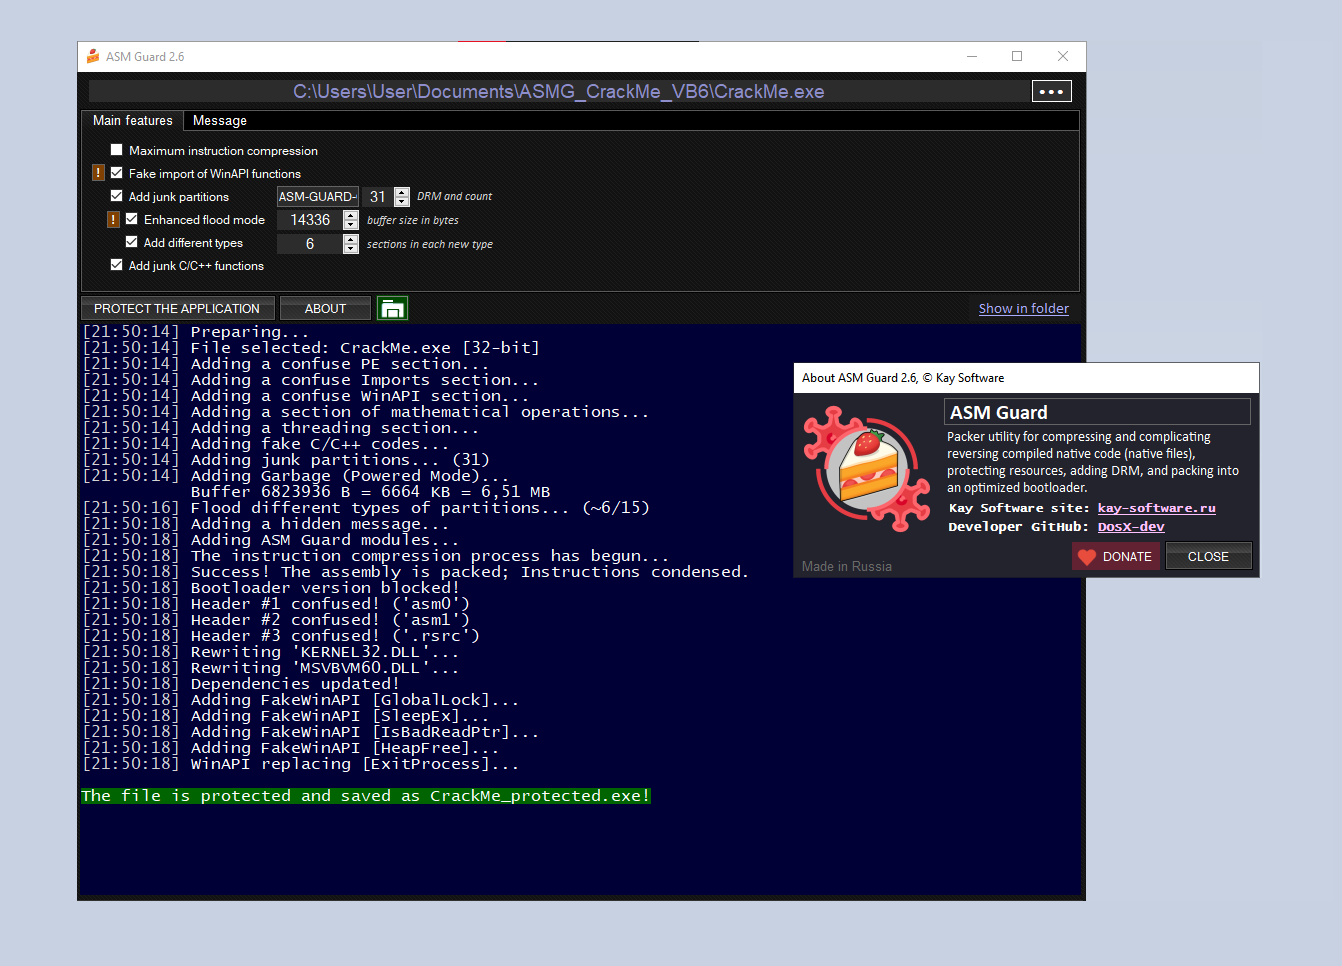 ASM Guard 2.6
C:\Users\User\Documents\ASMG_CrackMe_VB6\CrackMe.exe
Main features
Message
Maximum instruction compression
! Fake import of WinAPI functions
Add junk partitions ASM-GUARD- 31 DRM and count
! Enhanced flood mode 14336 buffer size in bytes
Add different types 6 sections in each new type
Add junk C/C++ functions
PROTECT THE APPLICATION
ABOUT
Show in folder
[21:50:14] Preparing...
[21:50:14] File selected: CrackMe.exe [32-bit]
[21:50:14] Adding a confuse PE section...
[21:50:14] Adding a confuse Imports section...
[21:50:14] Adding a confuse WinAPI section...
[21:50:14] Adding a section of mathematical operations...
[21:50:14] Adding a threading section...
[21:50:14] Adding fake C/C++ codes...
[21:50:14] Adding junk partitions... (31)
[21:50:14] Adding Garbage (Powered Mode)...
Buffer 6823936 B = 6664 KB = 6,51 MB
[21:50:16] Flood different types of partitions... (~6/15)
[21:50:18] Adding a hidden message...
[21:50:18] Adding ASM Guard modules...
[21:50:18] The instruction compression process has begun...
[21:50:18] Success! The assembly is packed; Instructions condensed.
[21:50:18] Bootloader version blocked!
[21:50:18] Header #1 confused! ('asm0')
[21:50:18] Header #2 confused! ('asm1')
[21:50:18] Header #3 confused! ('.rsrc')
[21:50:18] Rewriting 'KERNEL32.DLL'...
[21:50:18] Rewriting 'MSVBVM60.DLL'...
[21:50:18] Dependencies updated!
[21:50:18] Adding FakeWinAPI [GlobalLock]...
[21:50:18] Adding FakeWinAPI [SleepEx]...
[21:50:18] Adding FakeWinAPI [IsBadReadPtr]...
[21:50:18] Adding FakeWinAPI [HeapFree]...
[21:50:18] WinAPI replacing [ExitProcess]...
The file is protected and saved as CrackMe_protected.exe!
About ASM Guard 2.6, © Kay Software
ASM Guard
Packer utility for compressing and complicating
reversing compiled native code (native files),
protecting resources, adding DRM, and packing into
an optimized bootloader.
Kay Software site: kay-software.ru
Developer GitHub: DosX-dev
Made in Russia
DONATE
CLOSE